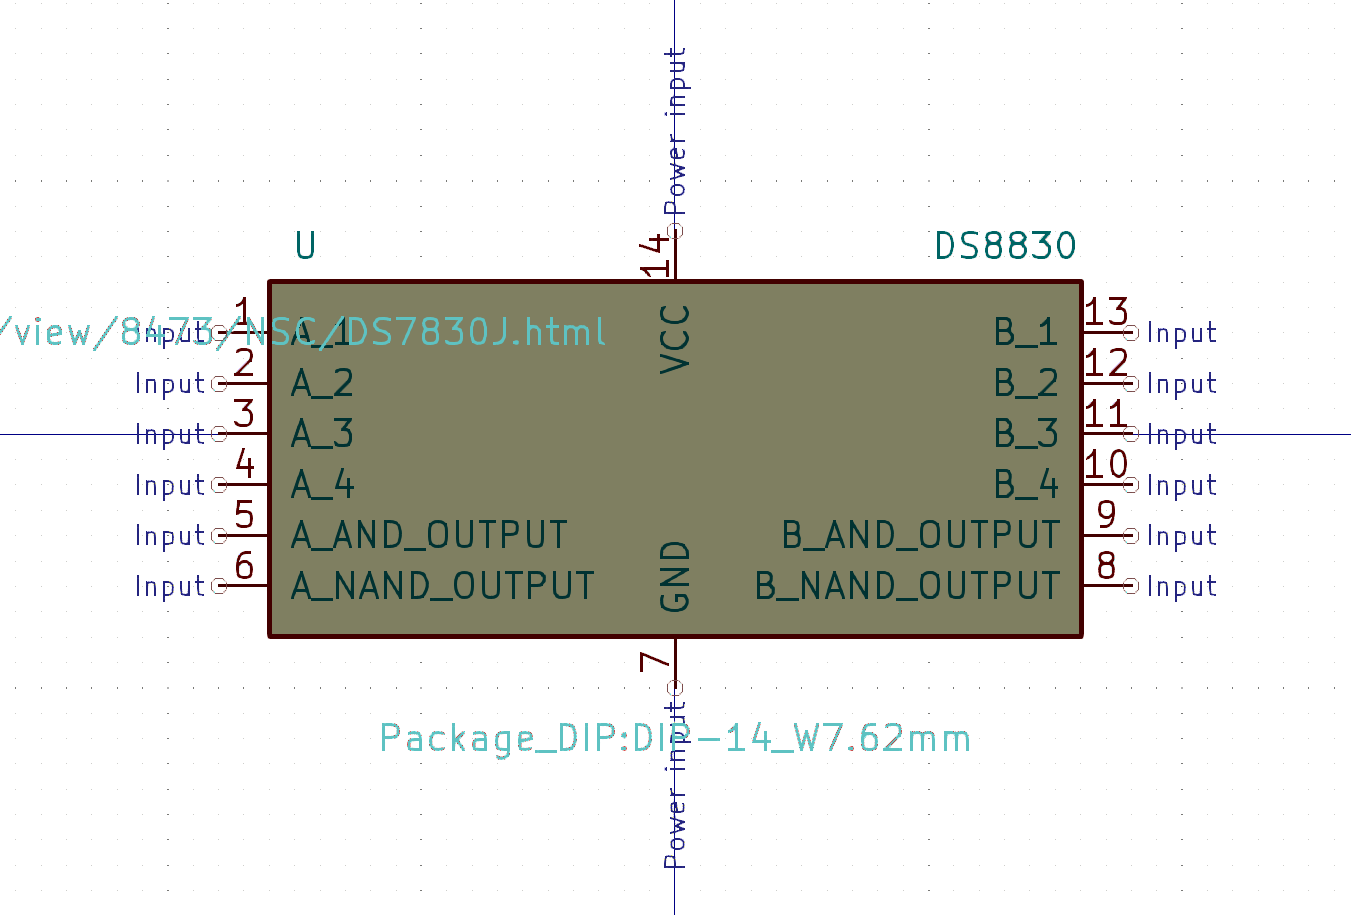 Power input
U
14
DS8830
/view/8473/NSC/DS7830J.html
Input 1 A_1
VCC
B_1 13 Input
Input 2 A_2
B_2 12 Input
Input 3 A_3
B_3 11 Input
Input 4 A_4
B_4 10 Input
Input 5 A_AND_OUTPUT
B_AND_OUTPUT 9 Input
Input 6 A_NAND_OUTPUT
GND
B_NAND_OUTPUT 8 Input
7
Package_DIP:DIP-14_W7.62mm
Power input